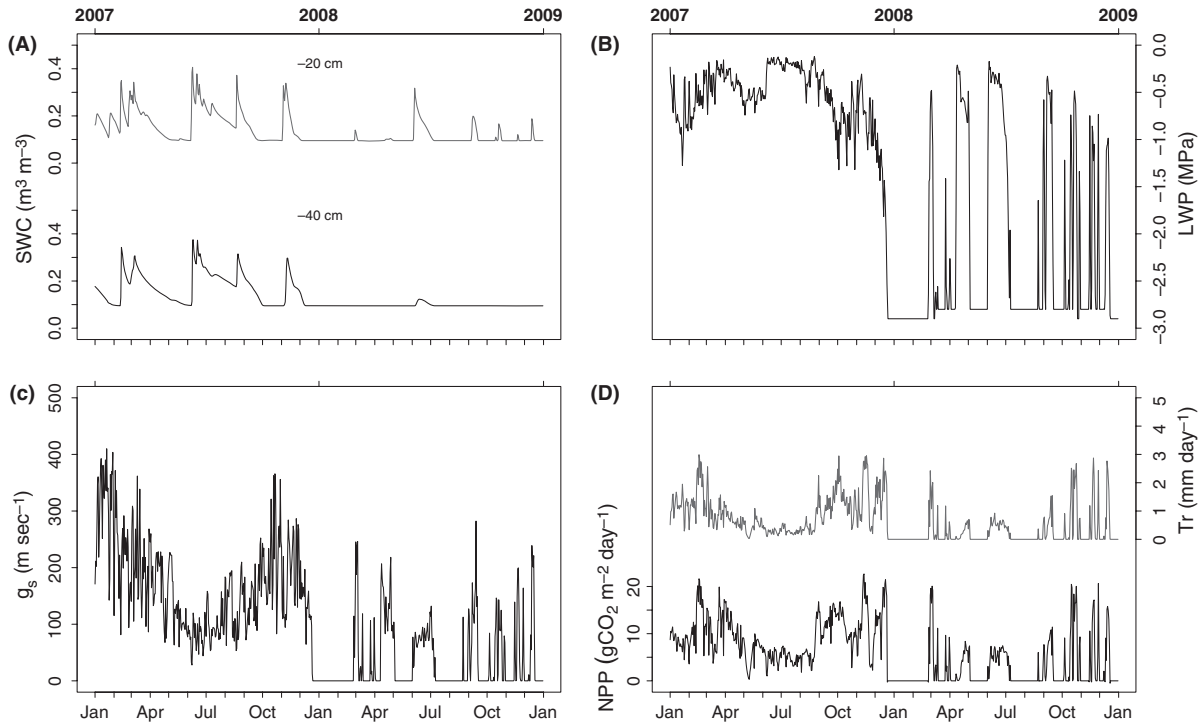 2007 2008 2009
2007 2008 2009
(A)
−20 cm
−40 cm
SWC (m³ m⁻³)
0.4
0.2
0.0
0.4
0.2
0.0
(B)
0.0
−0.5
−1.0
−1.5
−2.0
−2.5
−3.0
LWP (MPa)
(c)
500
400
300
200
100
0
gₛ (m sec⁻¹)
Jan Apr Jul Oct Jan Apr Jul Oct Jan
(D)
5
4
3
2
1
0
Tr (mm day⁻¹)
20
10
0
NPP (gCO₂ m⁻² day⁻¹)
Jan Apr Jul Oct Jan Apr Jul Oct Jan